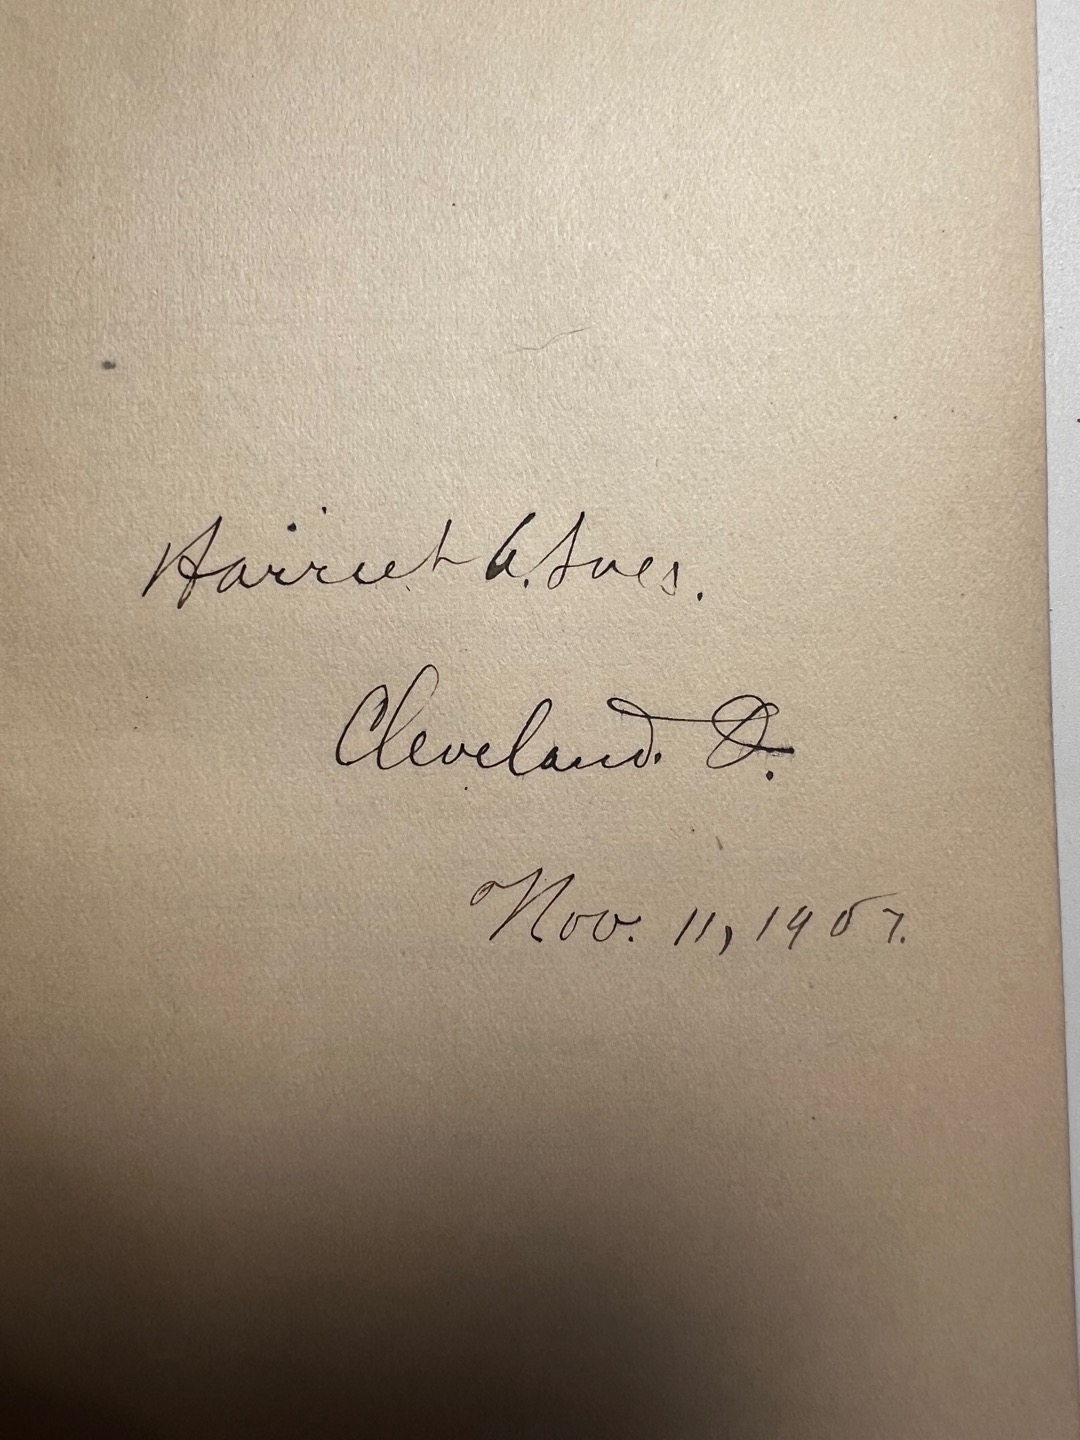 Harriet A. Ives.
Cleveland. O.
Nov. 11, 1907.